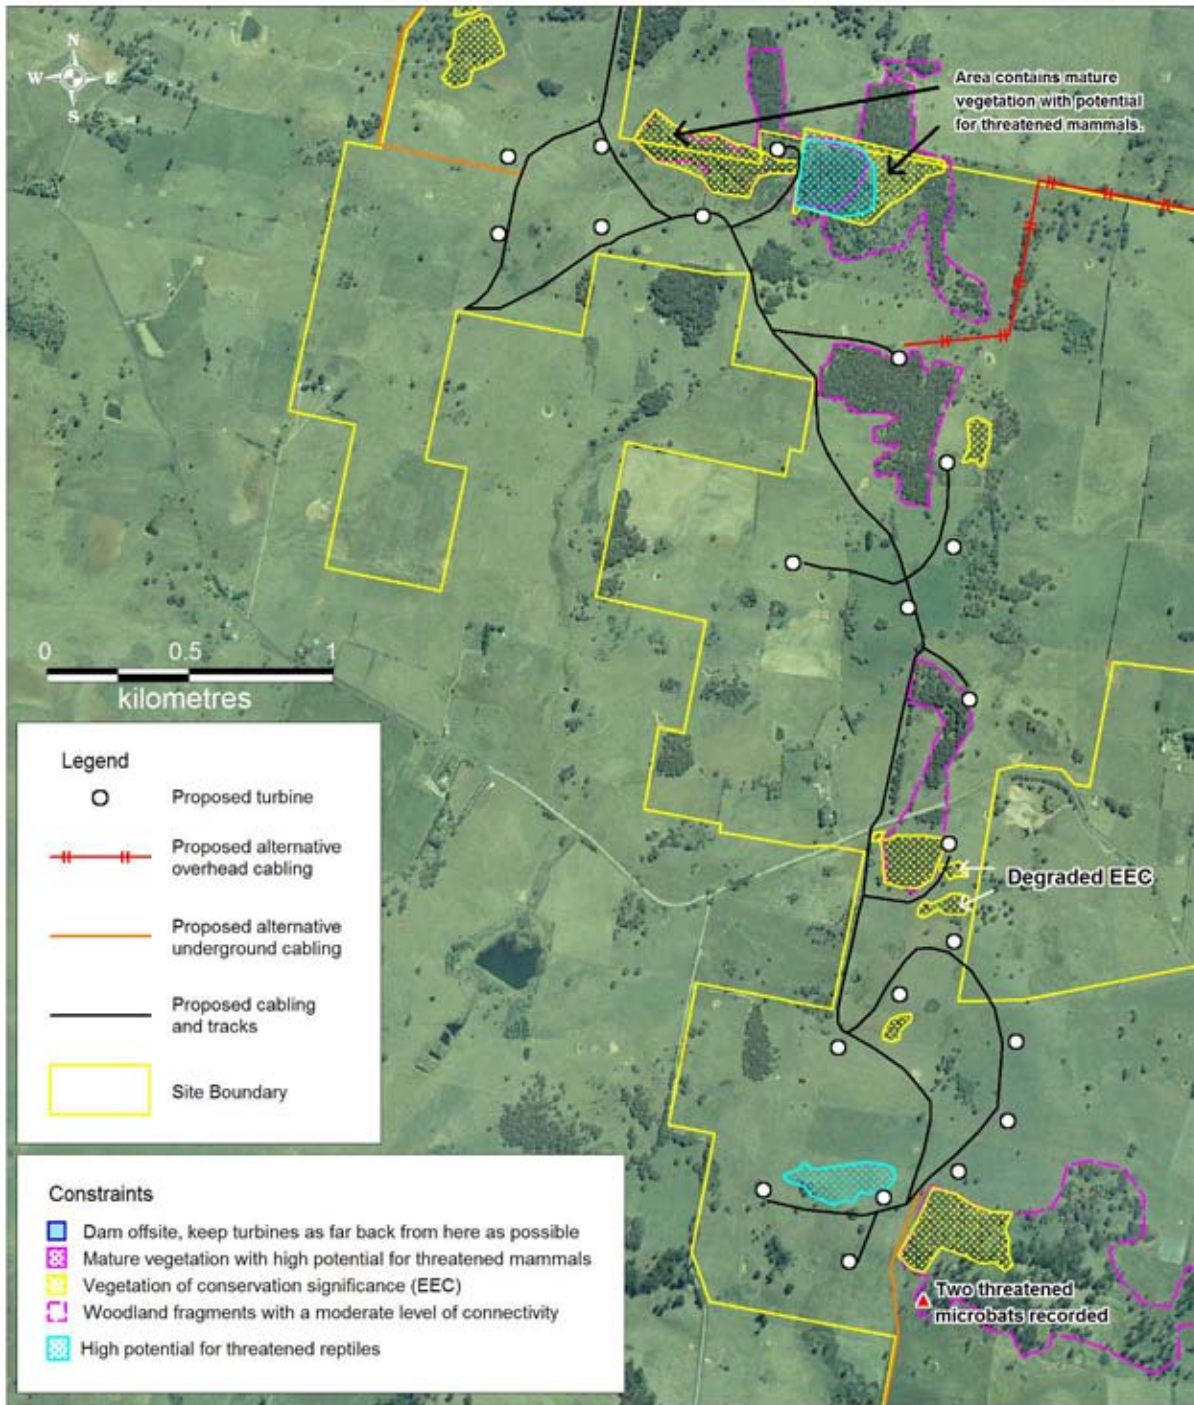 N
W E
S
Area contains mature
vegetation with potential
for threatened mammals.
0 0.5 1
kilometres
Legend
Proposed turbine
Proposed alternative
overhead cabling
Proposed alternative
underground cabling
Proposed cabling
and tracks
Site Boundary
Degraded EEC
Constraints
Dam offsite, keep turbines as far back from here as possible
Mature vegetation with high potential for threatened mammals
Vegetation of conservation significance (EEC)
Woodland fragments with a moderate level of connectivity
High potential for threatened reptiles
Two threatened
microbats recorded